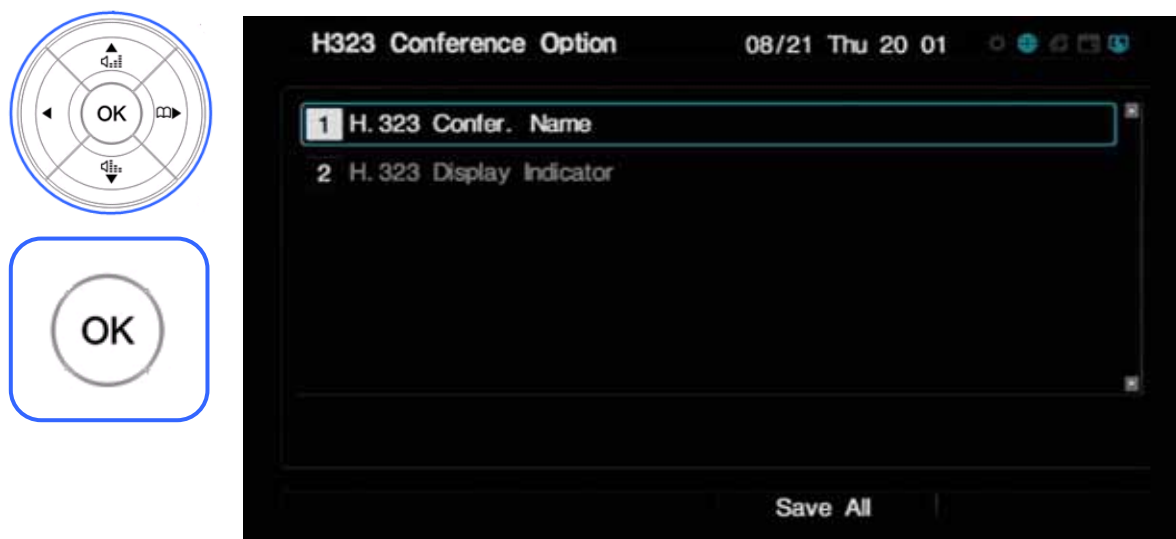 OK
OK
H323 Conference Option 08/21 Thu 20 01
1 H. 323 Confer. Name
2 H. 323 Display Indicator
Save All